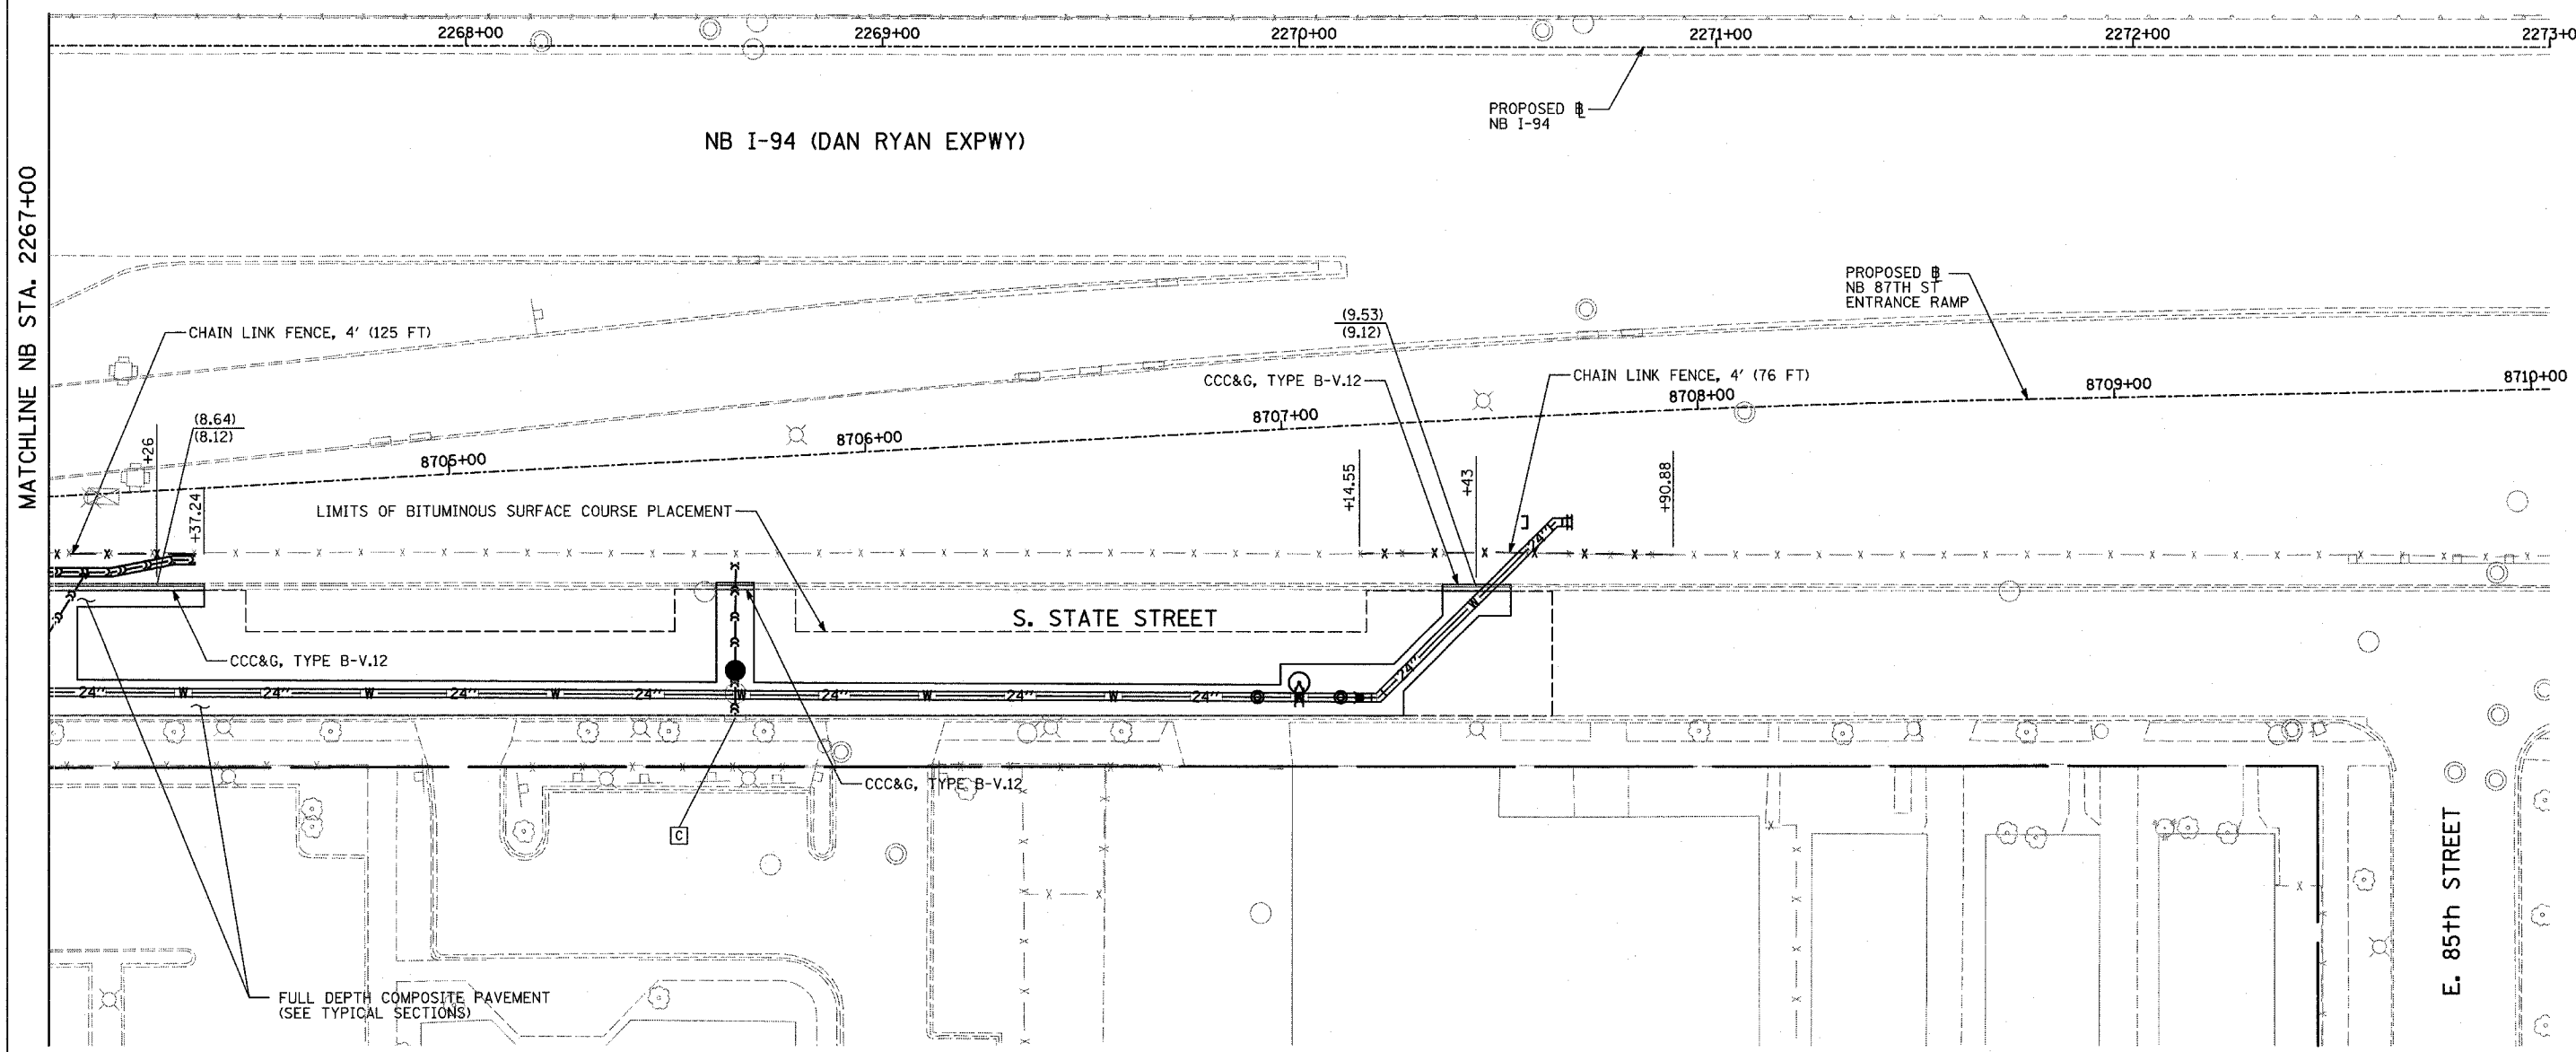 2268+00 2269+00 2270+00 2271+00 2272+00 2273+0
PROPOSED
NB I-94
NB I-94 (DAN RYAN EXPWY)
MATCHLINE NB STA. 2267+00
PROPOSED
NB 87TH ST
ENTRANCE RAMP
CHAIN LINK FENCE, 4' (125 FT)
(9.53)
(9.12)
CCC&G, TYPE B-V.12
CHAIN LINK FENCE, 4' (76 FT)
8705+00 8706+00 8707+00 8708+00 8709+00 8710+00
(8.64)
(8.12)
+26
+37.24
+14.55
+43
+90.88
LIMITS OF BITUMINOUS SURFACE COURSE PLACEMENT
S. STATE STREET
CCC&G, TYPE B-V.12
24" W 24" W 24" W 24" W 24" W 24" W 24" 24" W 24"
CCC&G, TYPE B-V.12
C
E. 85th STREET
FULL DEPTH COMPOSITE PAVEMENT
(SEE TYPICAL SECTIONS)